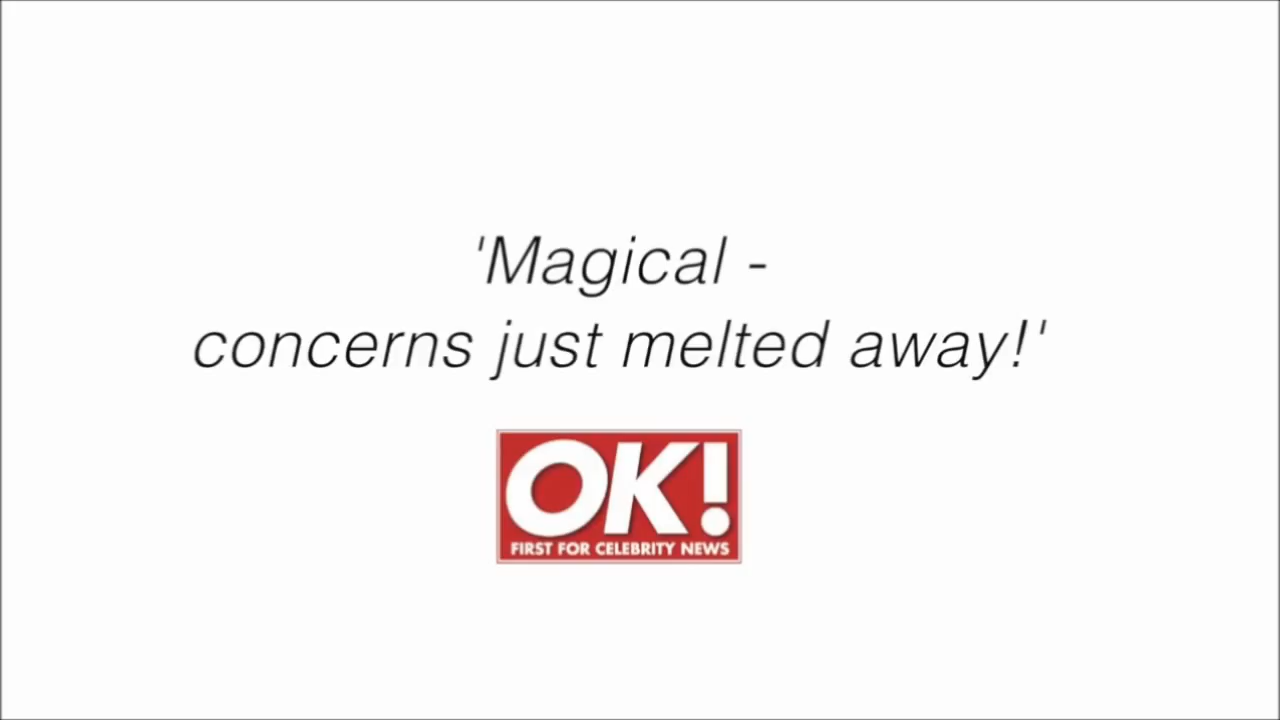 'Magical -
concerns just melted away!'
OK!
FIRST FOR CELEBRITY NEWS